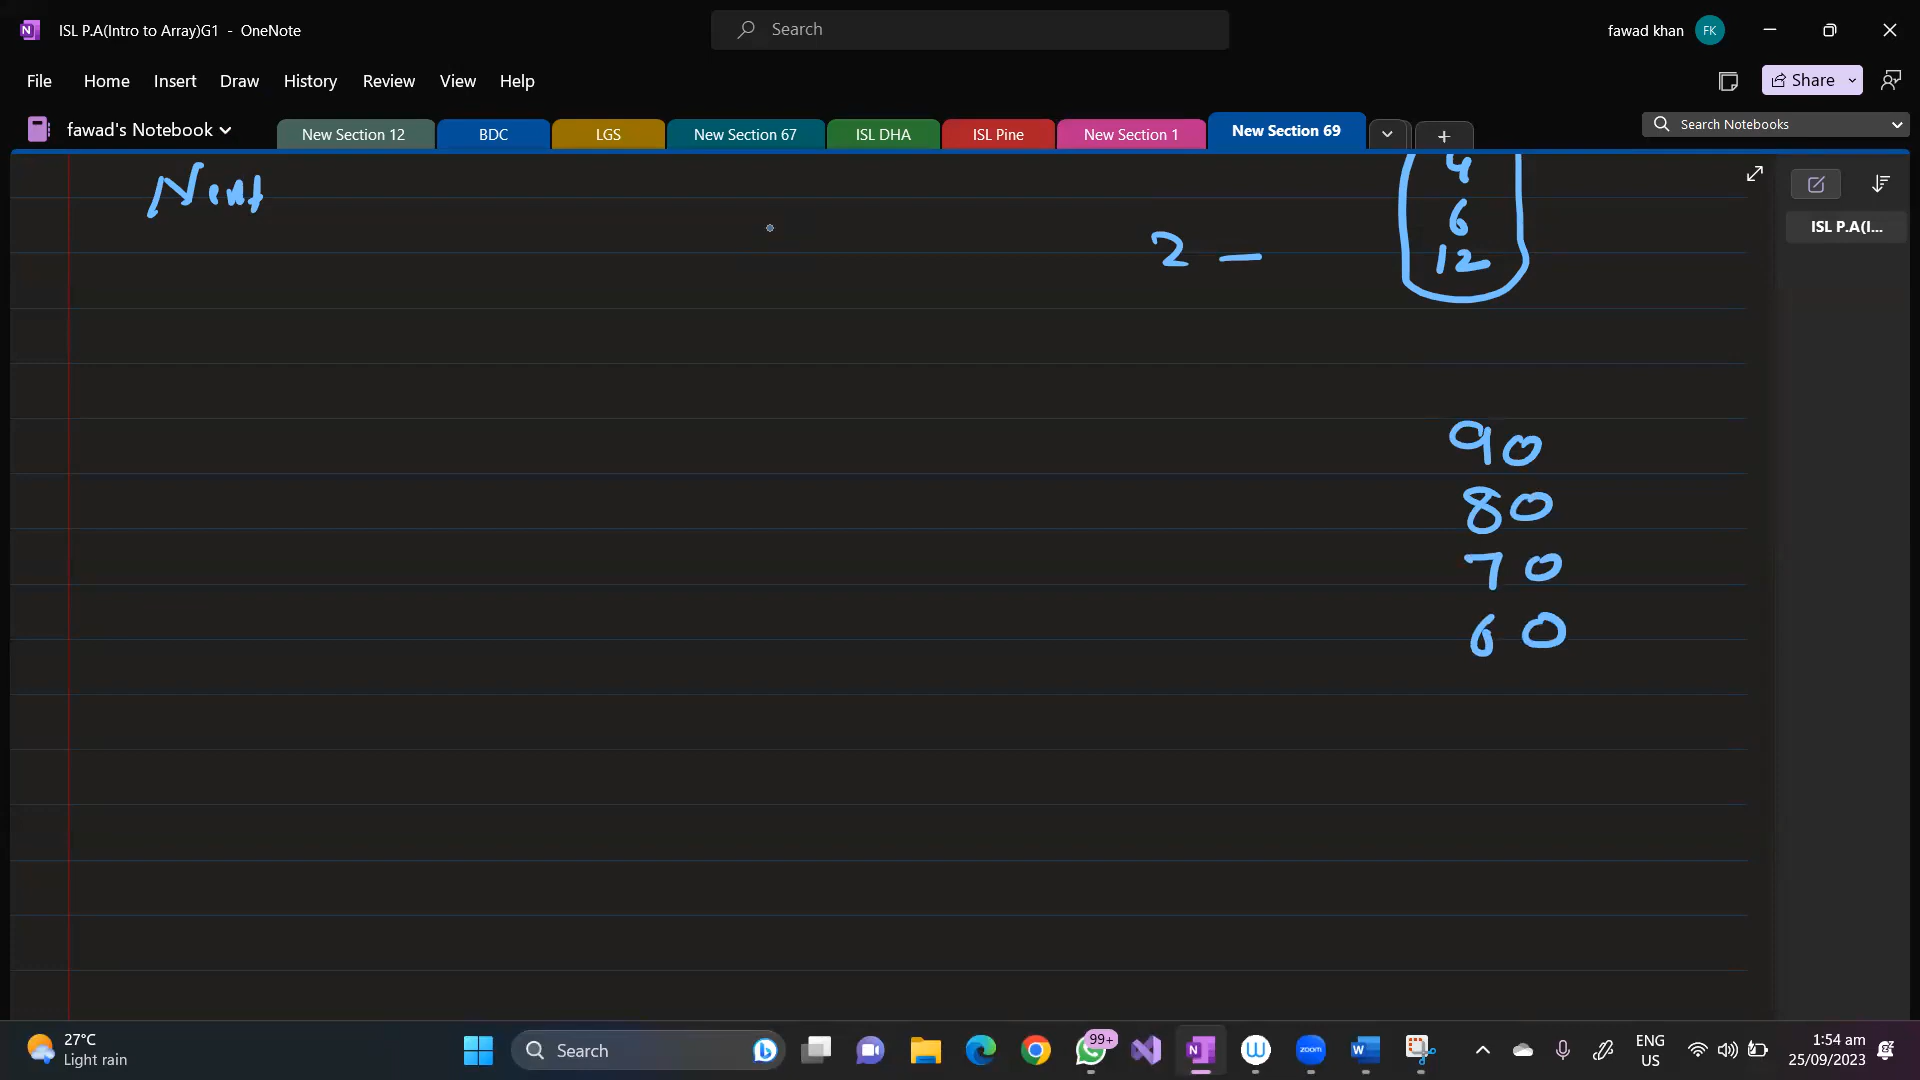 ISL P.A(Intro to Array)G1 - OneNote
Search
fawad khan
FK
File Home Insert Draw History Review View Help
Share
fawad's Notebook
New Section 12
BDC
LGS
New Section 67
ISL DHA
ISL Pine
New Section 1
New Section 69
+
Search Notebooks
ISL P.A(I...
Next
4
6
2 – 12
90
80
70
60
27°C
Light rain
Search
99+
zoom
ENG
US
1:54 am
25/09/2023